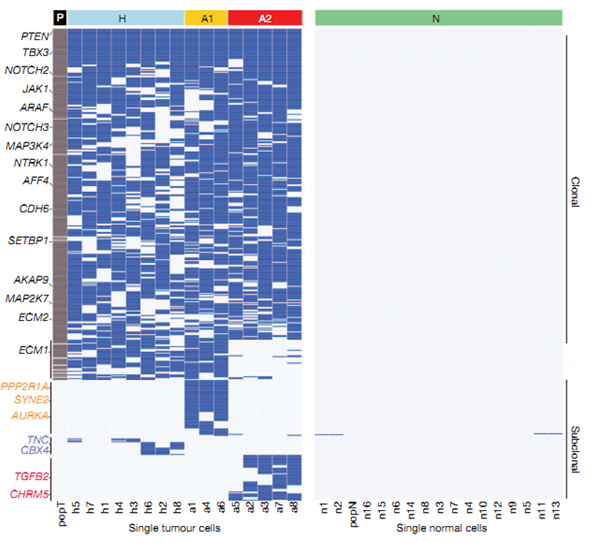 P H A1 A2 N
PTEN
TBX3
NOTCH2
JAK1
ARAF
NOTCH3
MAP3K4
NTRK1
AFF4
CDH6
SETBP1
AKAP9
MAP2K7
ECM2
ECM1
PPP2R1A
SYNE2
AURKA
TNC
CBX4
TGFB2
CHRM5
Clonal
Subclonal
popT h5 h7 h1 h4 h3 h6 h2 h8 a1 a4 a6 a5 a2 a3 a7 a8 n1 n2 popN n16 n15 n6 n14 n8 n3 n7 n4 n10 n12 n9 n5 n11 n13
Single tumour cells Single normal cells